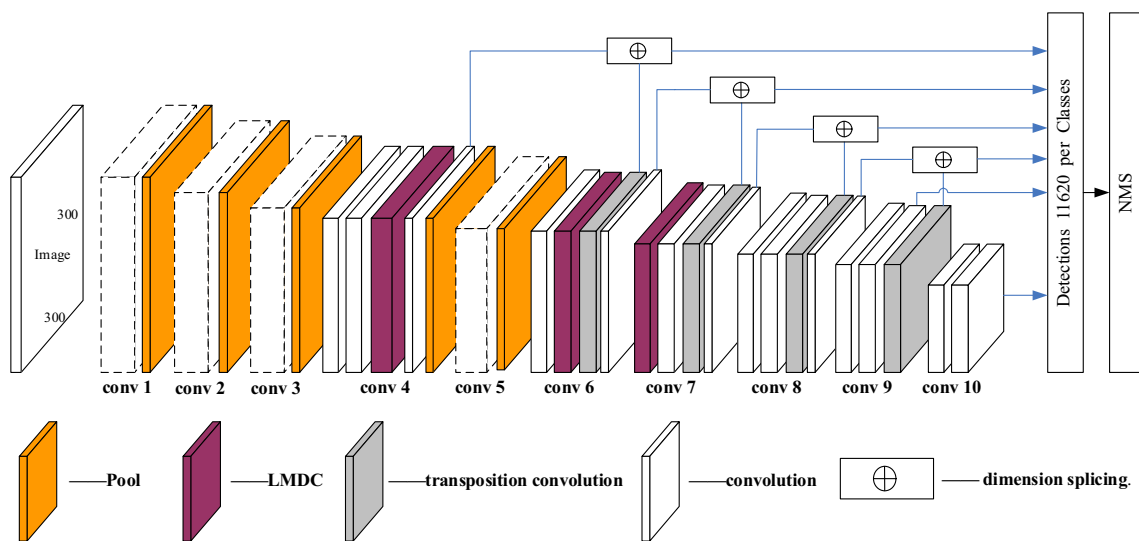 300
Image
300
conv 1
conv 2
conv 3
conv 4
conv 5
conv 6
conv 7
conv 8
conv 9
conv 10
Detections 11620 per Classes
NMS
Pool
LMDC
transposition convolution
convolution
dimension splicing.